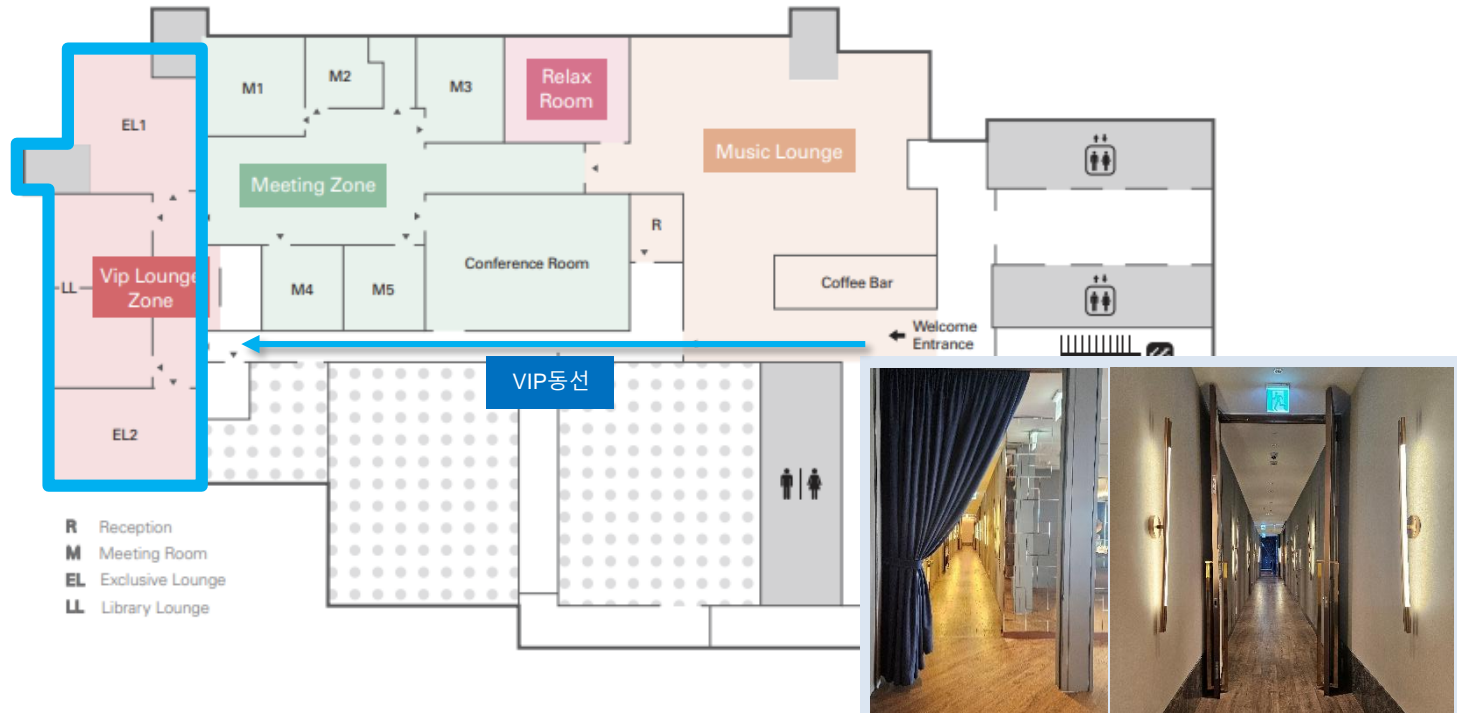 M1
M2
M3
Relax
Room
EL1
Music Lounge
Meeting Zone
R
Conference Room
LL
Vip Lounge
Zone
M4
M5
Coffee Bar
Welcome
Entrance
VIP동선
EL2
R Reception
M Meeting Room
EL Exclusive Lounge
LL Library Lounge